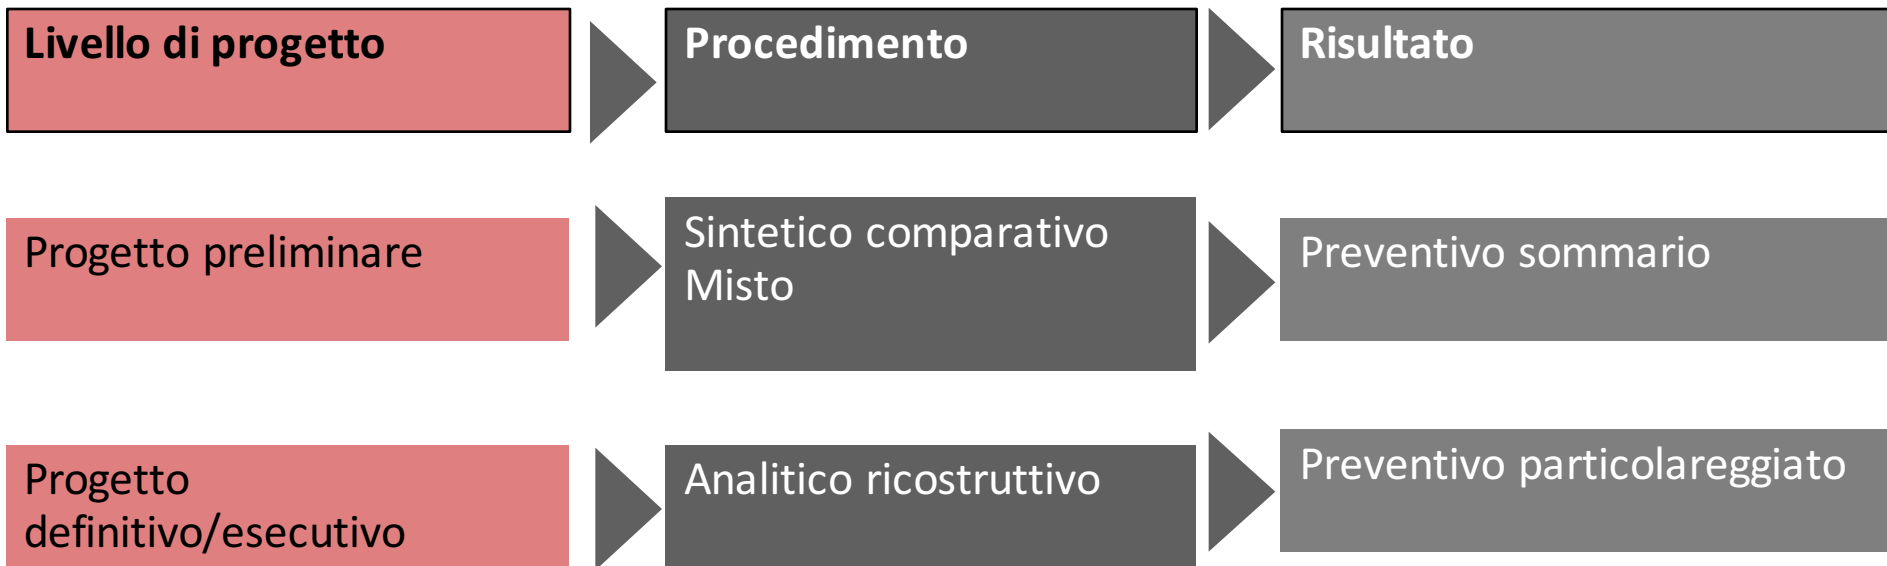 Livello di progetto
Procedimento
Risultato
Progetto preliminare
Sintetico comparativo
Misto
Preventivo sommario
Progetto
definitivo/esecutivo
Analitico ricostruttivo
Preventivo particolareggiato